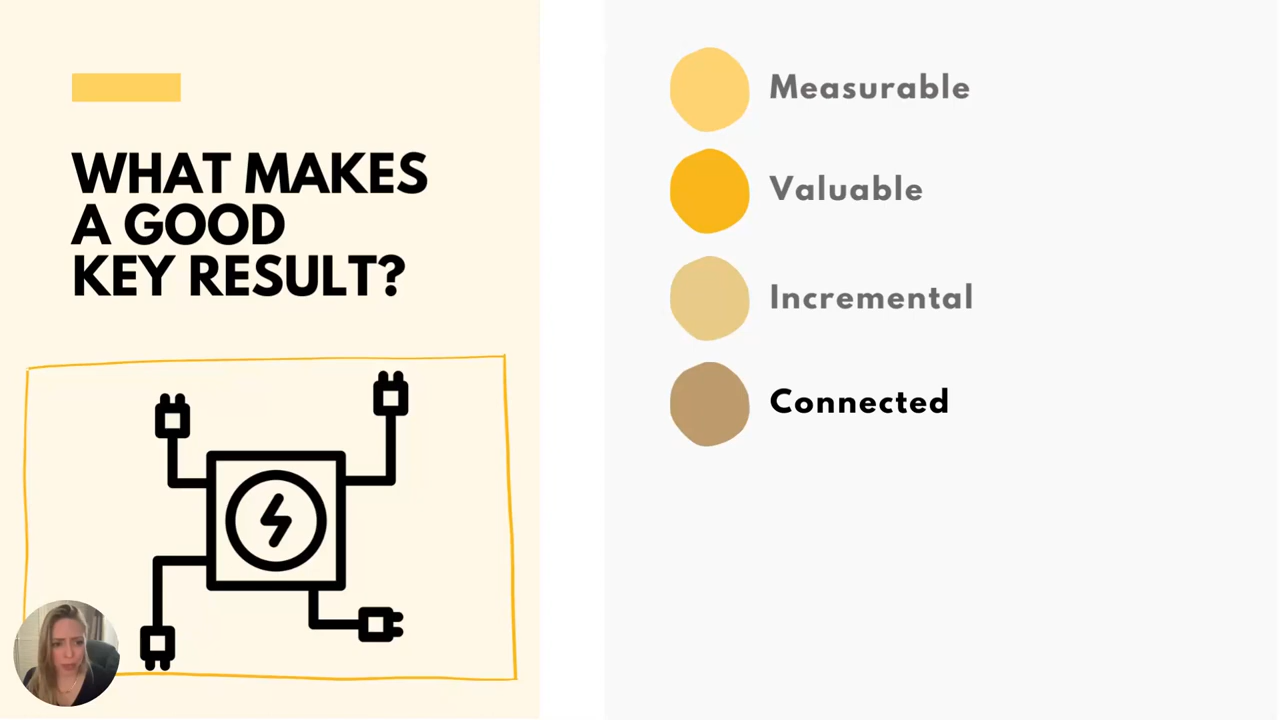 WHAT MAKES
A GOOD
KEY RESULT?
Measurable
Valuable
Incremental
Connected